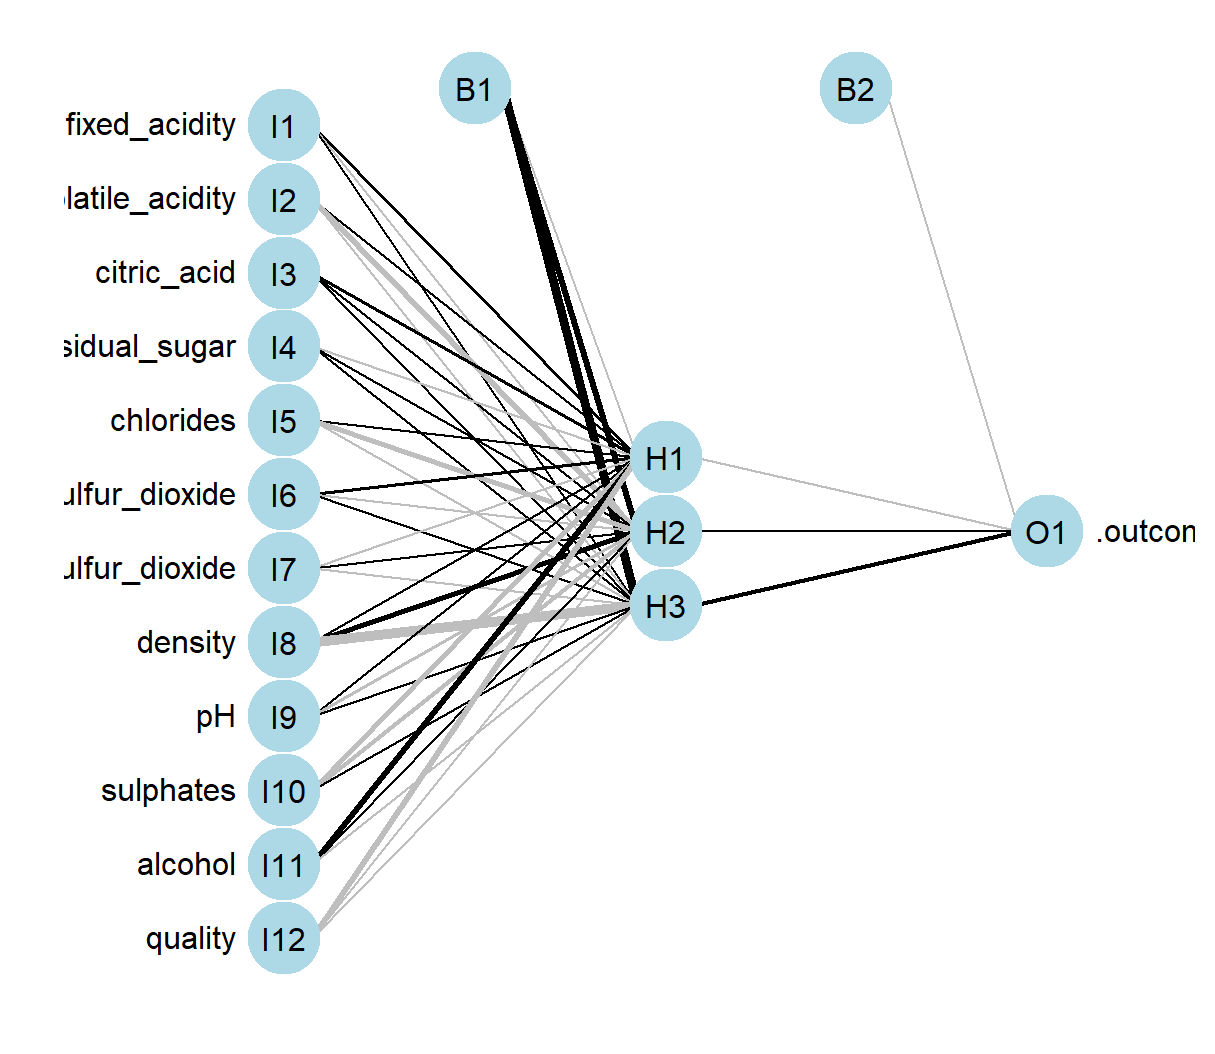 B1
B2
fixed_acidity I1
latile_acidity I2
citric_acid I3
sidual_sugar I4
chlorides I5
ulfur_dioxide I6
ulfur_dioxide I7
density I8
pH I9
sulphates I10
alcohol I11
quality I12
H1
H2
H3
O1 .outcon